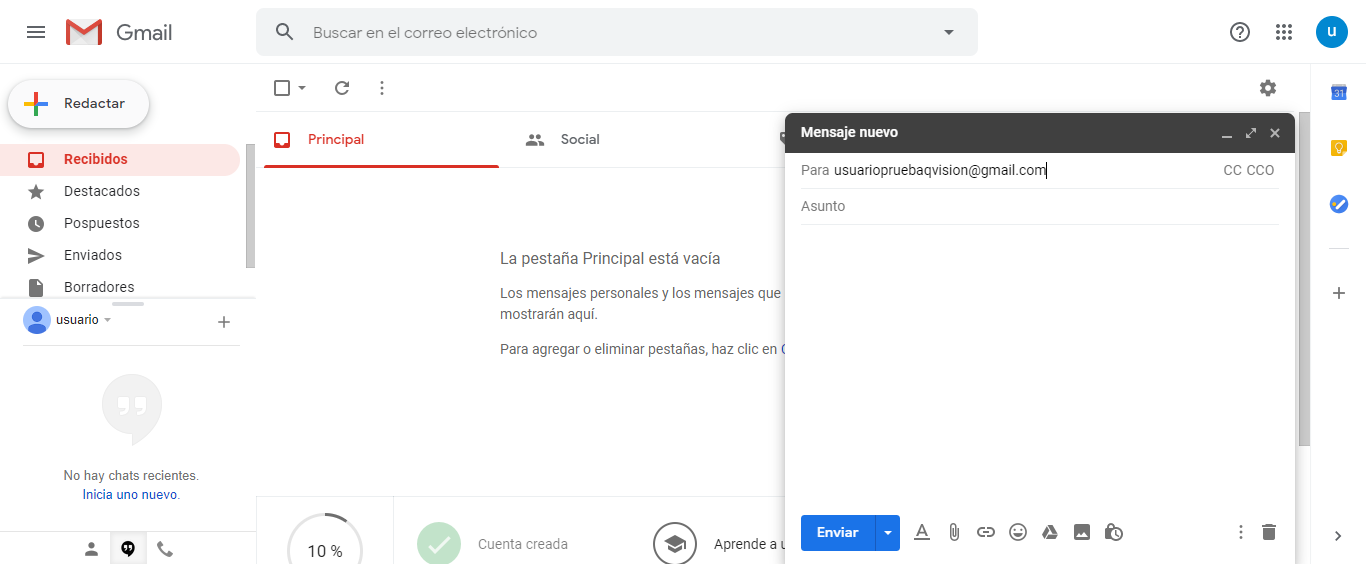 Gmail
Buscar en el correo electrónico
u
Redactar
Recibidos
Destacados
Pospuestos
Enviados
Borradores
usuario
No hay chats recientes.
Inicia uno nuevo.
Principal
Social
La pestaña Principal está vacía
Los mensajes personales y los mensajes que
mostrarán aquí.
Para agregar o eliminar pestañas, haz clic en
10 %
Cuenta creada
Aprende a u
Mensaje nuevo
Para usuariopruebaqvision@gmail.com
CC CCO
Asunto
Enviar
31